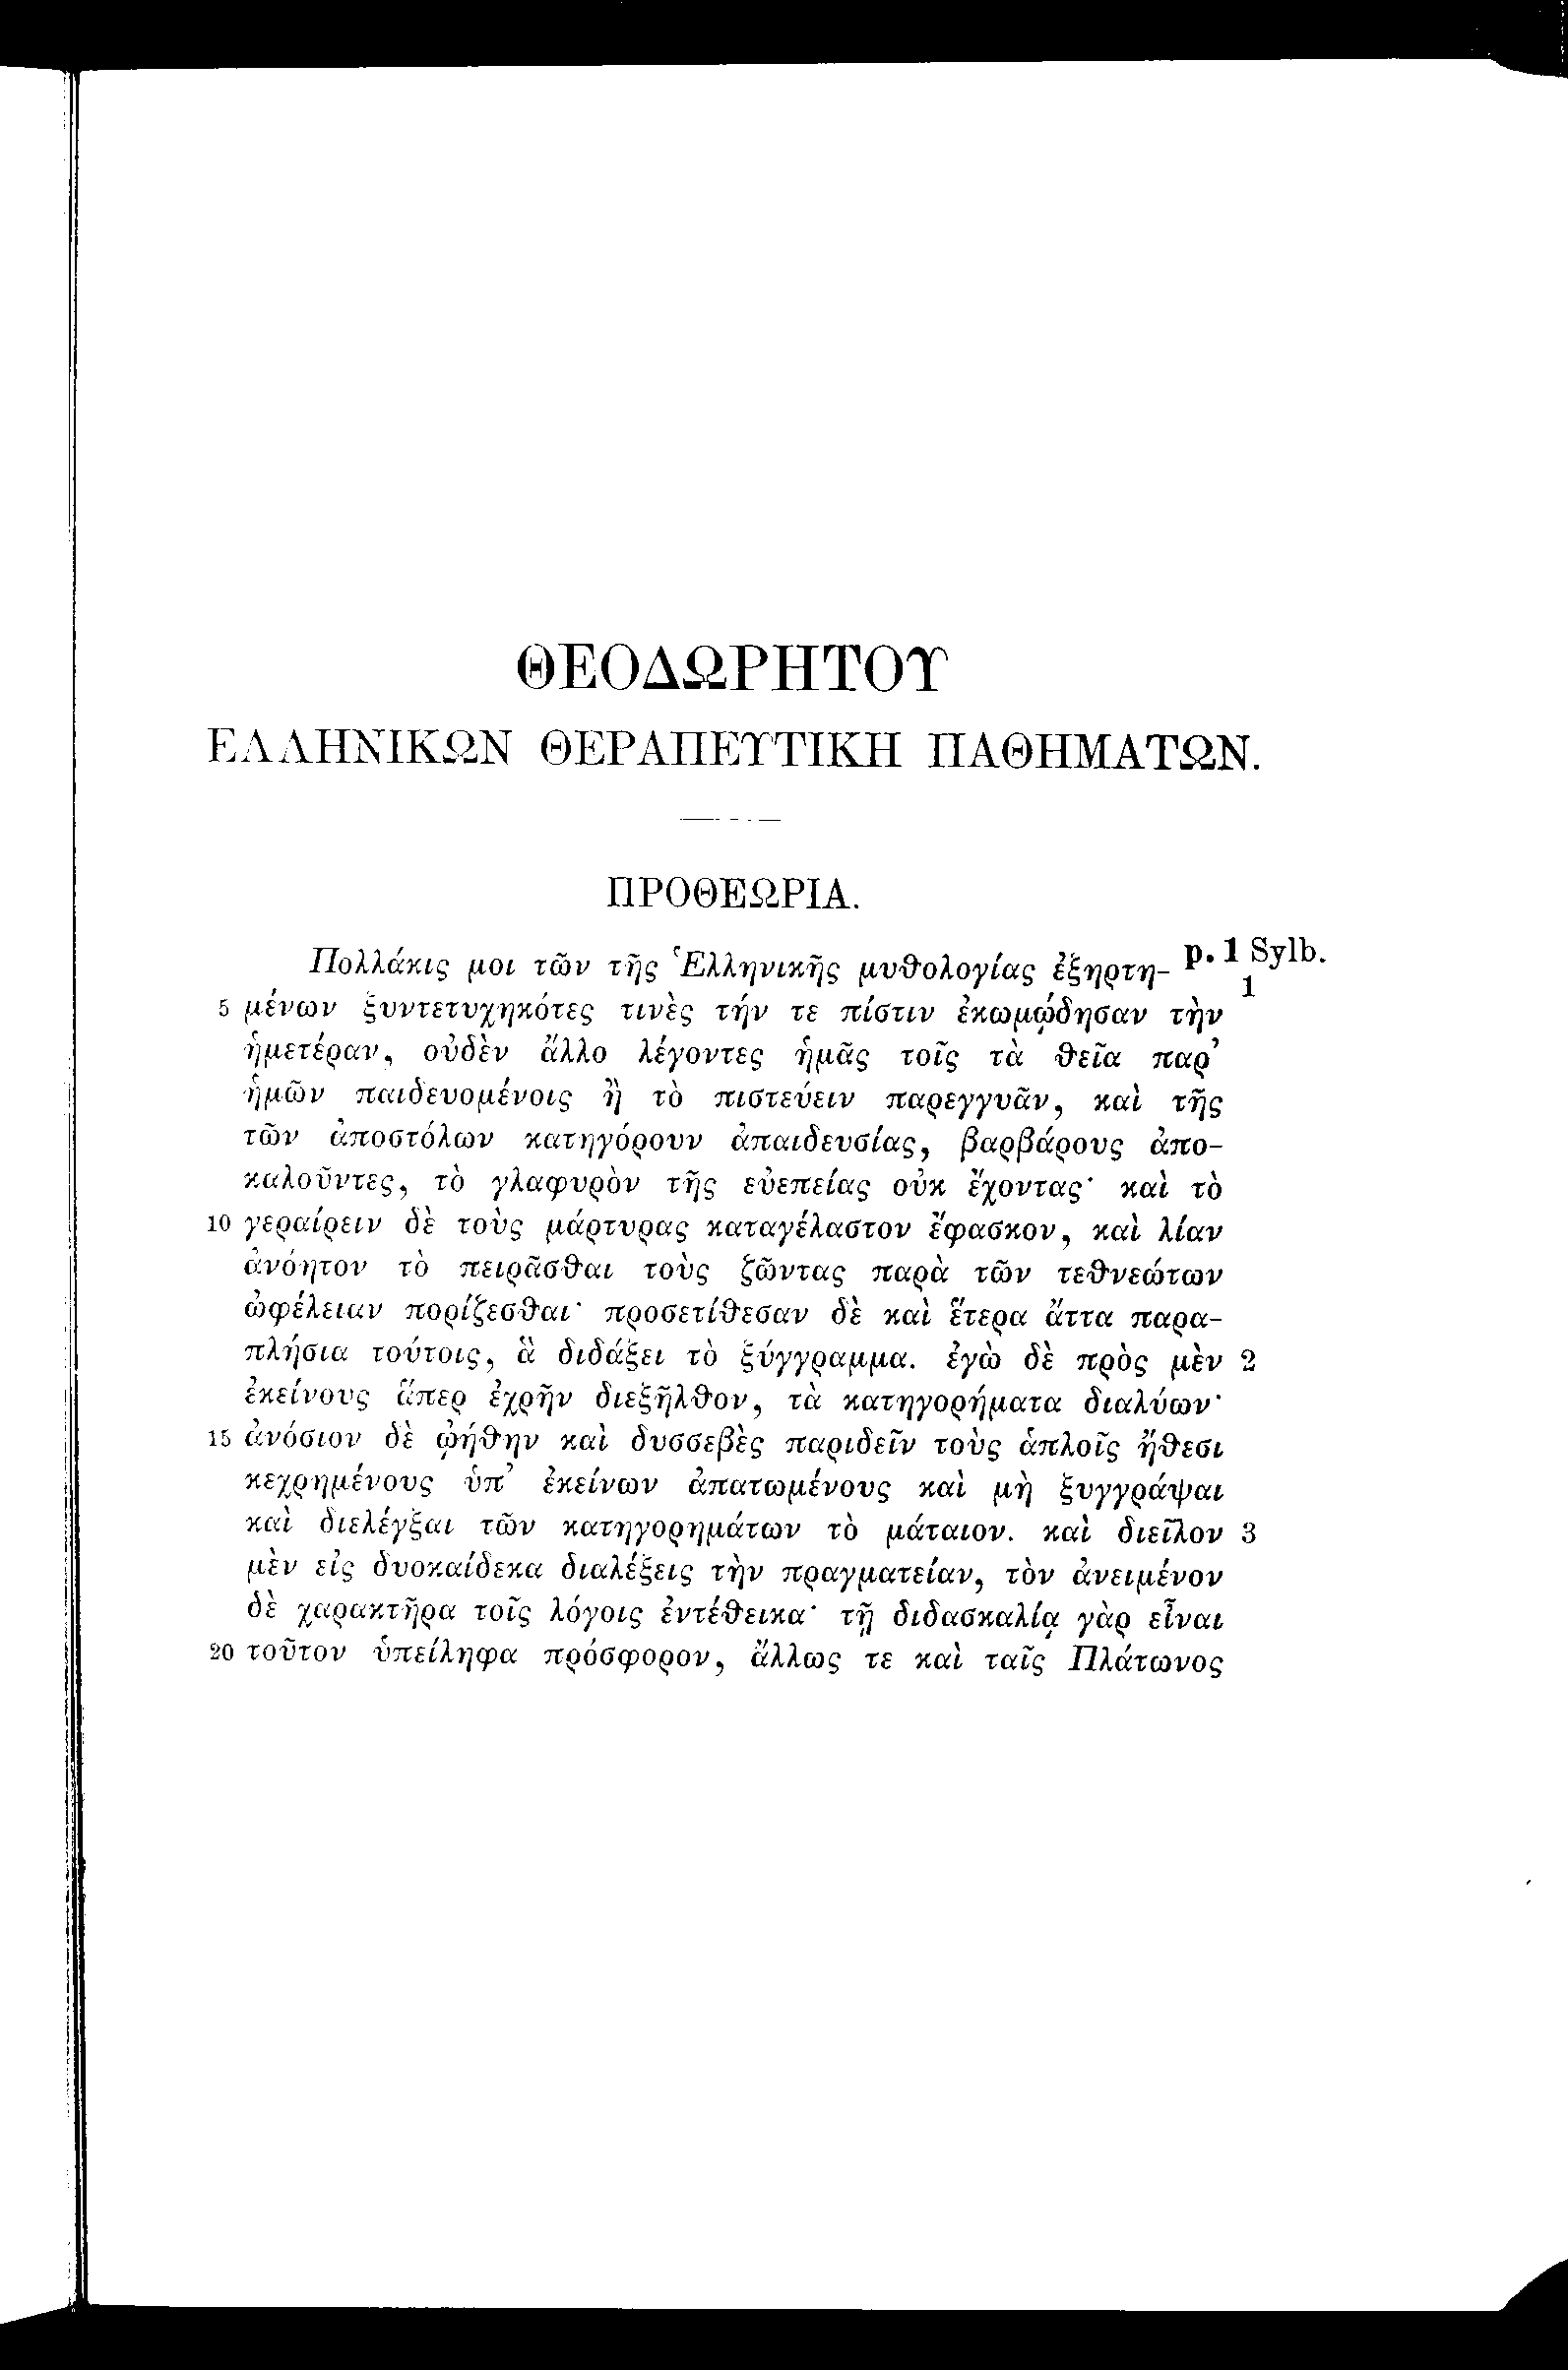 ΘΕΟΔΩΡΗΤΟΥ
ΕΛΛΗΝΙΚΩΝ ΘΕΡΑΠΕΥΤΙΚΗ ΠΑΘΗΜΑΤΩΝ.
ΠΡΟΘΕΩΡΙΑ.
Πολλάκις μοι τῶν τῆς Ἑλληνικῆς μυθολογίας ἐξηρτη- p. 1 Sylb.
1
5 μένων ξυντετυχηκότες τινὲς τήν τε πίστιν ἐκωμῴδησαν τὴν
ἡμετέραν, οὐδὲν ἄλλο λέγοντες ἡμᾶς τοῖς τὰ θεῖα παρ’
ἡμῶν παιδευομένοις ἢ τὸ πιστεύειν παρεγγυᾶν, καὶ τῆς
τῶν ἀποστόλων κατηγόρουν ἀπαιδευσίας, βαρβάρους ἀπο-
καλοῦντες, τὸ γλαφυρὸν τῆς εὐεπείας οὐκ ἔχοντας· καὶ τὸ
10 γεραίρειν δὲ τοὺς μάρτυρας καταγέλαστον ἔφασκον, καὶ λίαν
ἀνόητον τὸ πειρᾶσθαι τοὺς ζῶντας παρὰ τῶν τεθνεώτων
ὠφέλειαν πορίζεσθαι· προσετίθεσαν δὲ καὶ ἕτερα ἄττα παρα-
πλήσια τούτοις, ἃ διδάξει τὸ ξύγγραμμα. ἐγὼ δὲ πρὸς μὲν 2
ἐκείνους ἅπερ ἐχρῆν διεξῆλθον, τὰ κατηγορήματα διαλύων·
15 ἀνόσιον δὲ ᾠήθην καὶ δυσσεβὲς παριδεῖν τοὺς ἁπλοῖς ἤθεσι
κεχρημένους ὑπ’ ἐκείνων ἀπατωμένους καὶ μὴ ξυγγράψαι
καὶ διελέγξαι τῶν κατηγορημάτων τὸ μάταιον. καὶ διεῖλον 3
μὲν εἰς δυοκαίδεκα διαλέξεις τὴν πραγματείαν, τὸν ἀνειμένον
δὲ χαρακτῆρα τοῖς λόγοις ἐντέθεικα· τῇ διδασκαλίᾳ γὰρ εἶναι
20 τοῦτον ὑπείληφα πρόσφορον, ἄλλως τε καὶ ταῖς Πλάτωνος